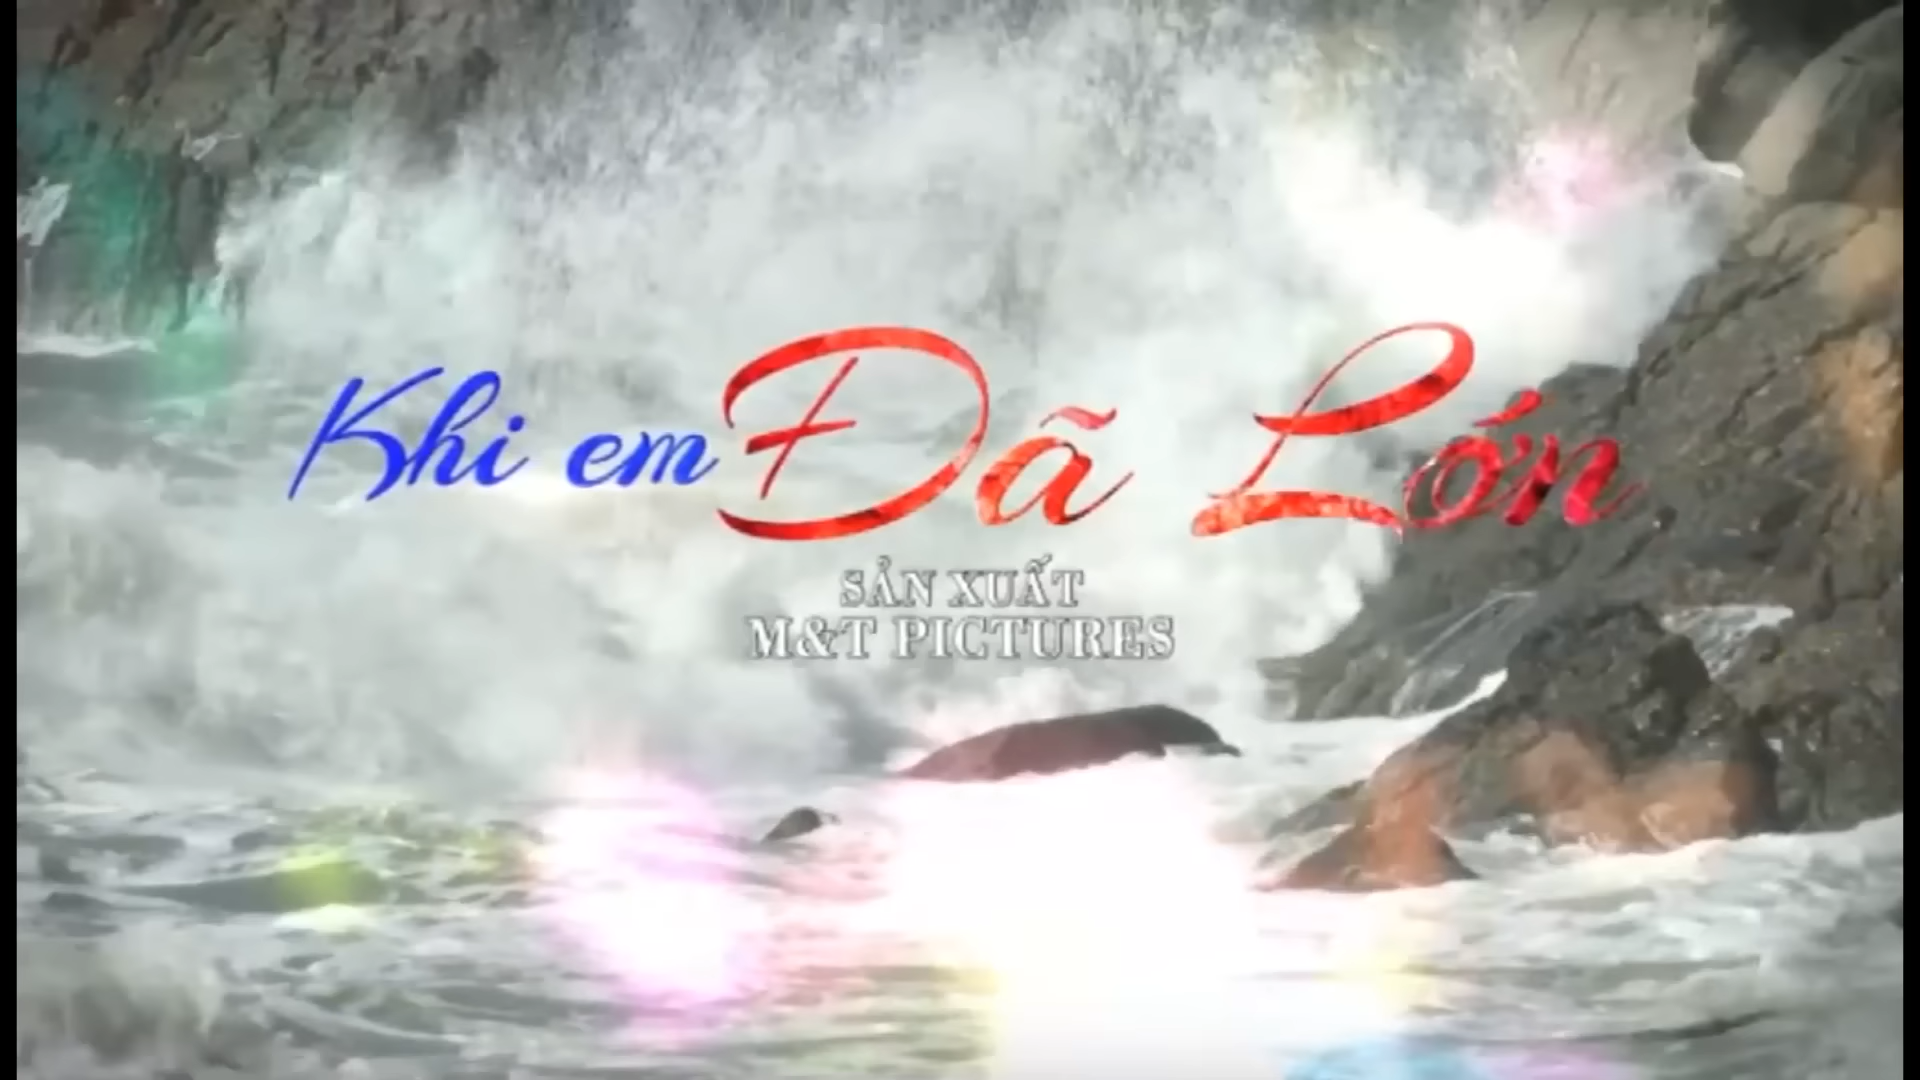 Khi em Đã Lớn
SẢN XUẤT
M&T PICTURES